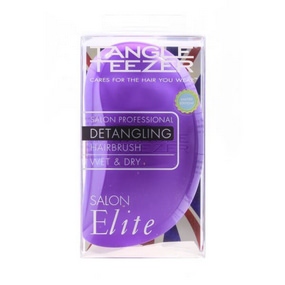 TANGLE
TEEZER
CARES FOR THE HAIR YOU WEAR
SALON PROFESSIONAL
DETANGLING
HAIRBRUSH
WET & DRY
SALON
Elite